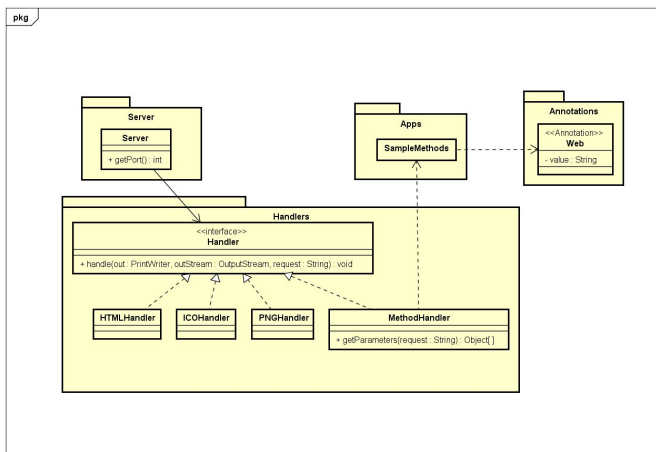 pkg
Server
Server
+ getPort() : int
Apps
SampleMethods
Annotations
<<Annotation>>
Web
- value : String
Handlers
<<interface>>
Handler
+ handle(out : PrintWriter, outStream : OutputStream, request : String) : void
HTMLHandler
ICOHandler
PNGHandler
MethodHandler
+ getParameters(request : String) : Object[ ]